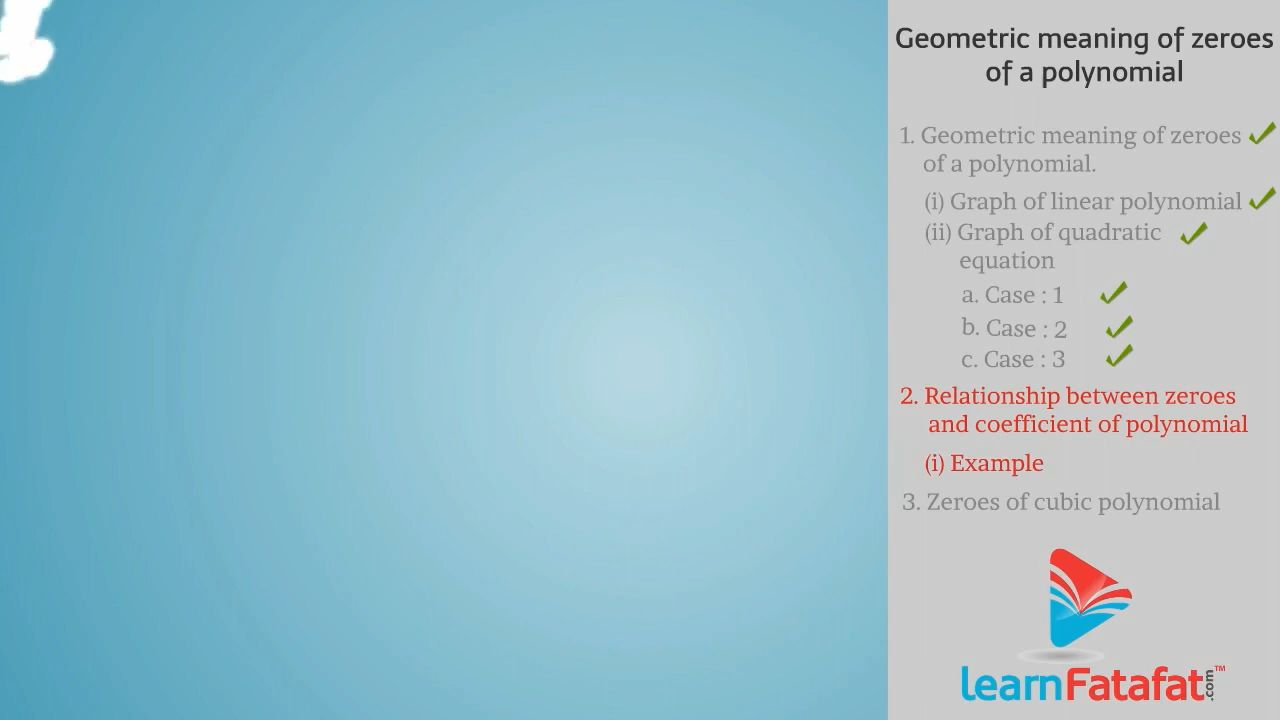 Geometric meaning of zeroes
of a polynomial
1. Geometric meaning of zeroes
of a polynomial.
(i) Graph of linear polynomial
(ii) Graph of quadratic
equation
a. Case : 1
b. Case : 2
c. Case : 3
2. Relationship between zeroes
and coefficient of polynomial
(i) Example
3. Zeroes of cubic polynomial
learnFatafat.com™